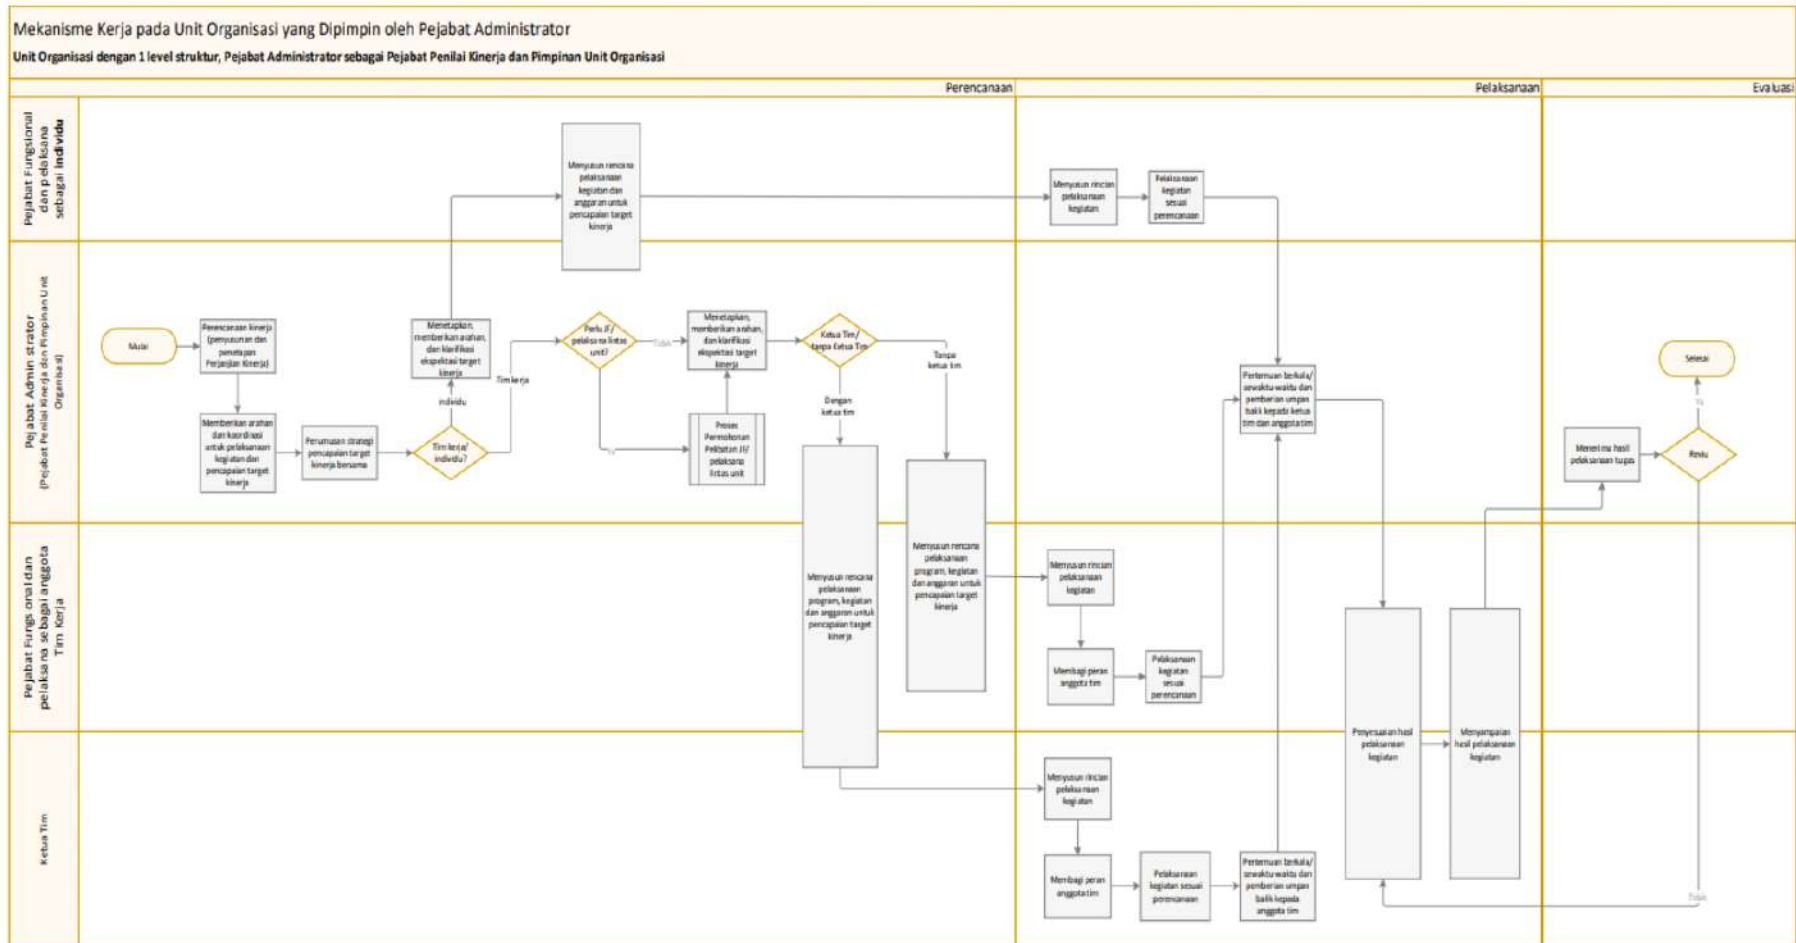 Mekanisme Kerja pada Unit Organisasi yang Dipimpin oleh Pejabat Administrator
Unit Organisasi dengan 1 level struktur, Pejabat Administrator sebagai Pejabat Penilai Kinerja dan Pimpinan Unit Organisasi
Perencanaan
Pelaksanaan
Evaluasi
Pejabat Fungsional
dan pelaksana
sebagai individu
Menyusun rencana
pelaksanaan
kegiatan dan
anggaran untuk
pencapaian target
kinerja
Menyusun rincian
pelaksanaan
kegiatan
Pelaksanaan
kegiatan
sesuai
perencanaan
Pejabat Administrator
(Pejabat Penilai Kinerja dan Pimpinan Unit
Organisasi)
Mulai
Perencanaan kinerja
(penyusunan dan
penetapan
Perjanjian Kinerja)
Memberikan arahan
dan koordinasi
untuk pelaksanaan
kegiatan dan
pencapaian target
kinerja
Perumusan strategi
pencapaian target
kinerja bersama
Tim kerja/
individu?
individu
Menetapkan,
memberikan arahan,
dan klarifikasi
ekspektasi target
kinerja
Tim kerja
Perlu JF/
pelaksana lintas
unit?
Tidak
Ya
Proses
Permohonan
Pelibatan JF/
pelaksana
lintas unit
Menetapkan,
memberikan arahan,
dan klarifikasi
ekspektasi target
kinerja
Ketua Tim/
tanpa Ketua Tim
Dengan
ketua tim
Tanpa
ketua tim
Pertemuan berkala/
sewaktu-waktu dan
pemberian umpan
balik kepada ketua
tim dan anggota tim
Menerima hasil
pelaksanaan tugas
Reviu
Ya
Selesai
Tidak
Pejabat Fungsional dan
pelaksana sebagai anggota
Tim Kerja
Menyusun rencana
pelaksanaan
program, kegiatan
dan anggaran untuk
pencapaian target
kinerja
Menyusun rencana
pelaksanaan
program, kegiatan
dan anggaran untuk
pencapaian target
kinerja
Menyusun rincian
pelaksanaan
kegiatan
Membagi peran
anggota tim
Pelaksanaan
kegiatan
sesuai
perencanaan
Penyesuaian hasil
pelaksanaan
kegiatan
Menyampaian
hasil pelaksanaan
kegiatan
Ketua Tim
Menyusun rincian
pelaksanaan
kegiatan
Membagi peran
anggota tim
Pelaksanaan
kegiatan sesuai
perencanaan
Pertemuan berkala/
sewaktu-waktu dan
pemberian umpan
balik kepada
anggota tim